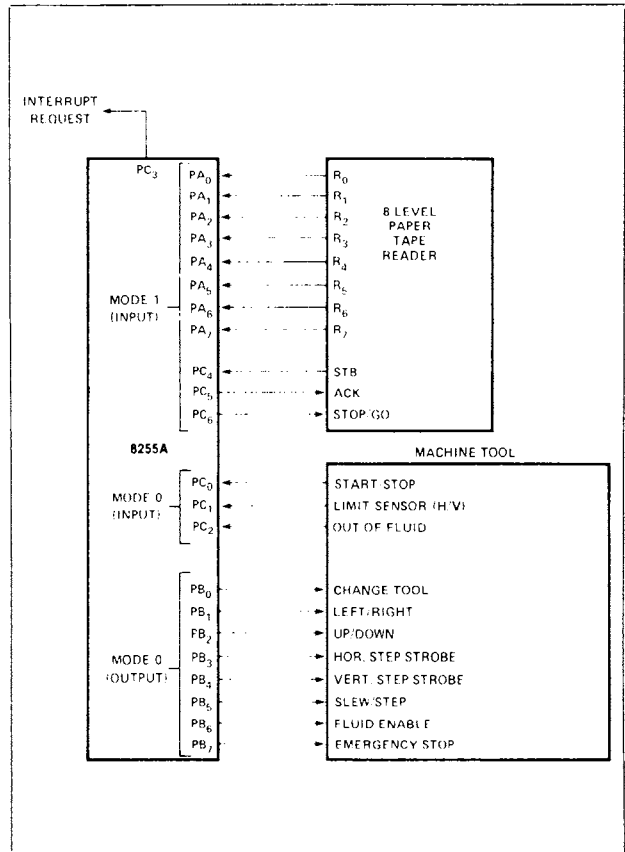 INTERRUPT
REQUEST
PC3
PA0
PA1
PA2
PA3
PA4
PA5
PA6
PA7
MODE 1
(INPUT)
PC4
PC5
PC6
R0
R1
R2
R3
R4
R5
R6
R7
8 LEVEL
PAPER
TAPE
READER
STB
ACK
STOP/GO
8255A
MACHINE TOOL
MODE 0
(INPUT)
PC0
PC1
PC2
START/STOP
LIMIT SENSOR (H/V)
OUT OF FLUID
MODE 0
(OUTPUT)
PB0
PB1
PB2
PB3
PB4
PB5
PB6
PB7
CHANGE TOOL
LEFT/RIGHT
UP/DOWN
HOR. STEP STROBE
VERT. STEP STROBE
SLEW/STEP
FLUID ENABLE
EMERGENCY STOP